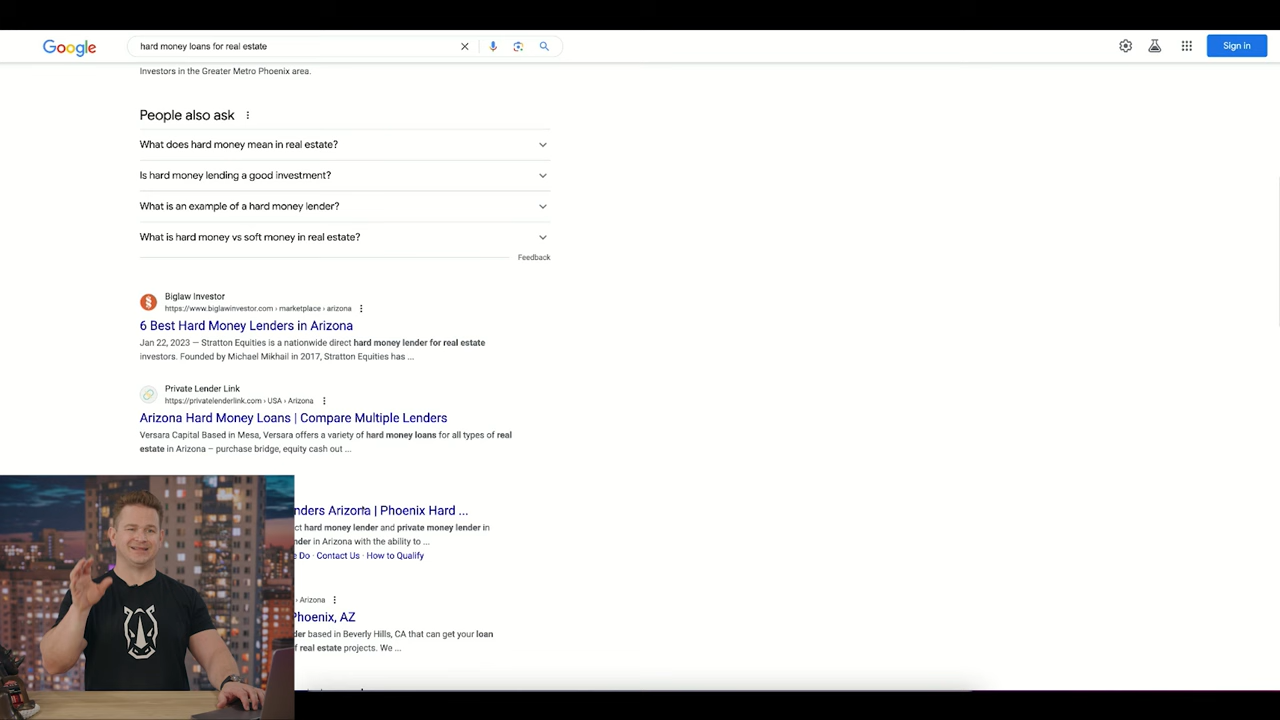 Google
hard money loans for real estate
Sign in
Investors in the Greater Metro Phoenix area.
People also ask
What does hard money mean in real estate?
Is hard money lending a good investment?
What is an example of a hard money lender?
What is hard money vs soft money in real estate?
Feedback
Biglaw Investor
https://www.biglawinvestor.com › marketplace › arizona
6 Best Hard Money Lenders in Arizona
Jan 22, 2023 — Stratton Equities is a nationwide direct hard money lender for real estate
investors. Founded by Michael Mikhail in 2017, Stratton Equities has ...
Private Lender Link
https://privatelenderlink.com › USA › Arizona
Arizona Hard Money Loans | Compare Multiple Lenders
Versara Capital Based in Mesa, Versara offers a variety of hard money loans for all types of real
estate in Arizona – purchase bridge, equity cash out ...
nders Arizona | Phoenix Hard ...
ct hard money lender and private money lender in
nder in Arizona with the ability to ...
e Do · Contact Us · How to Qualify
› Arizona
Phoenix, AZ
der based in Beverly Hills, CA that can get your loan
of real estate projects. We ...